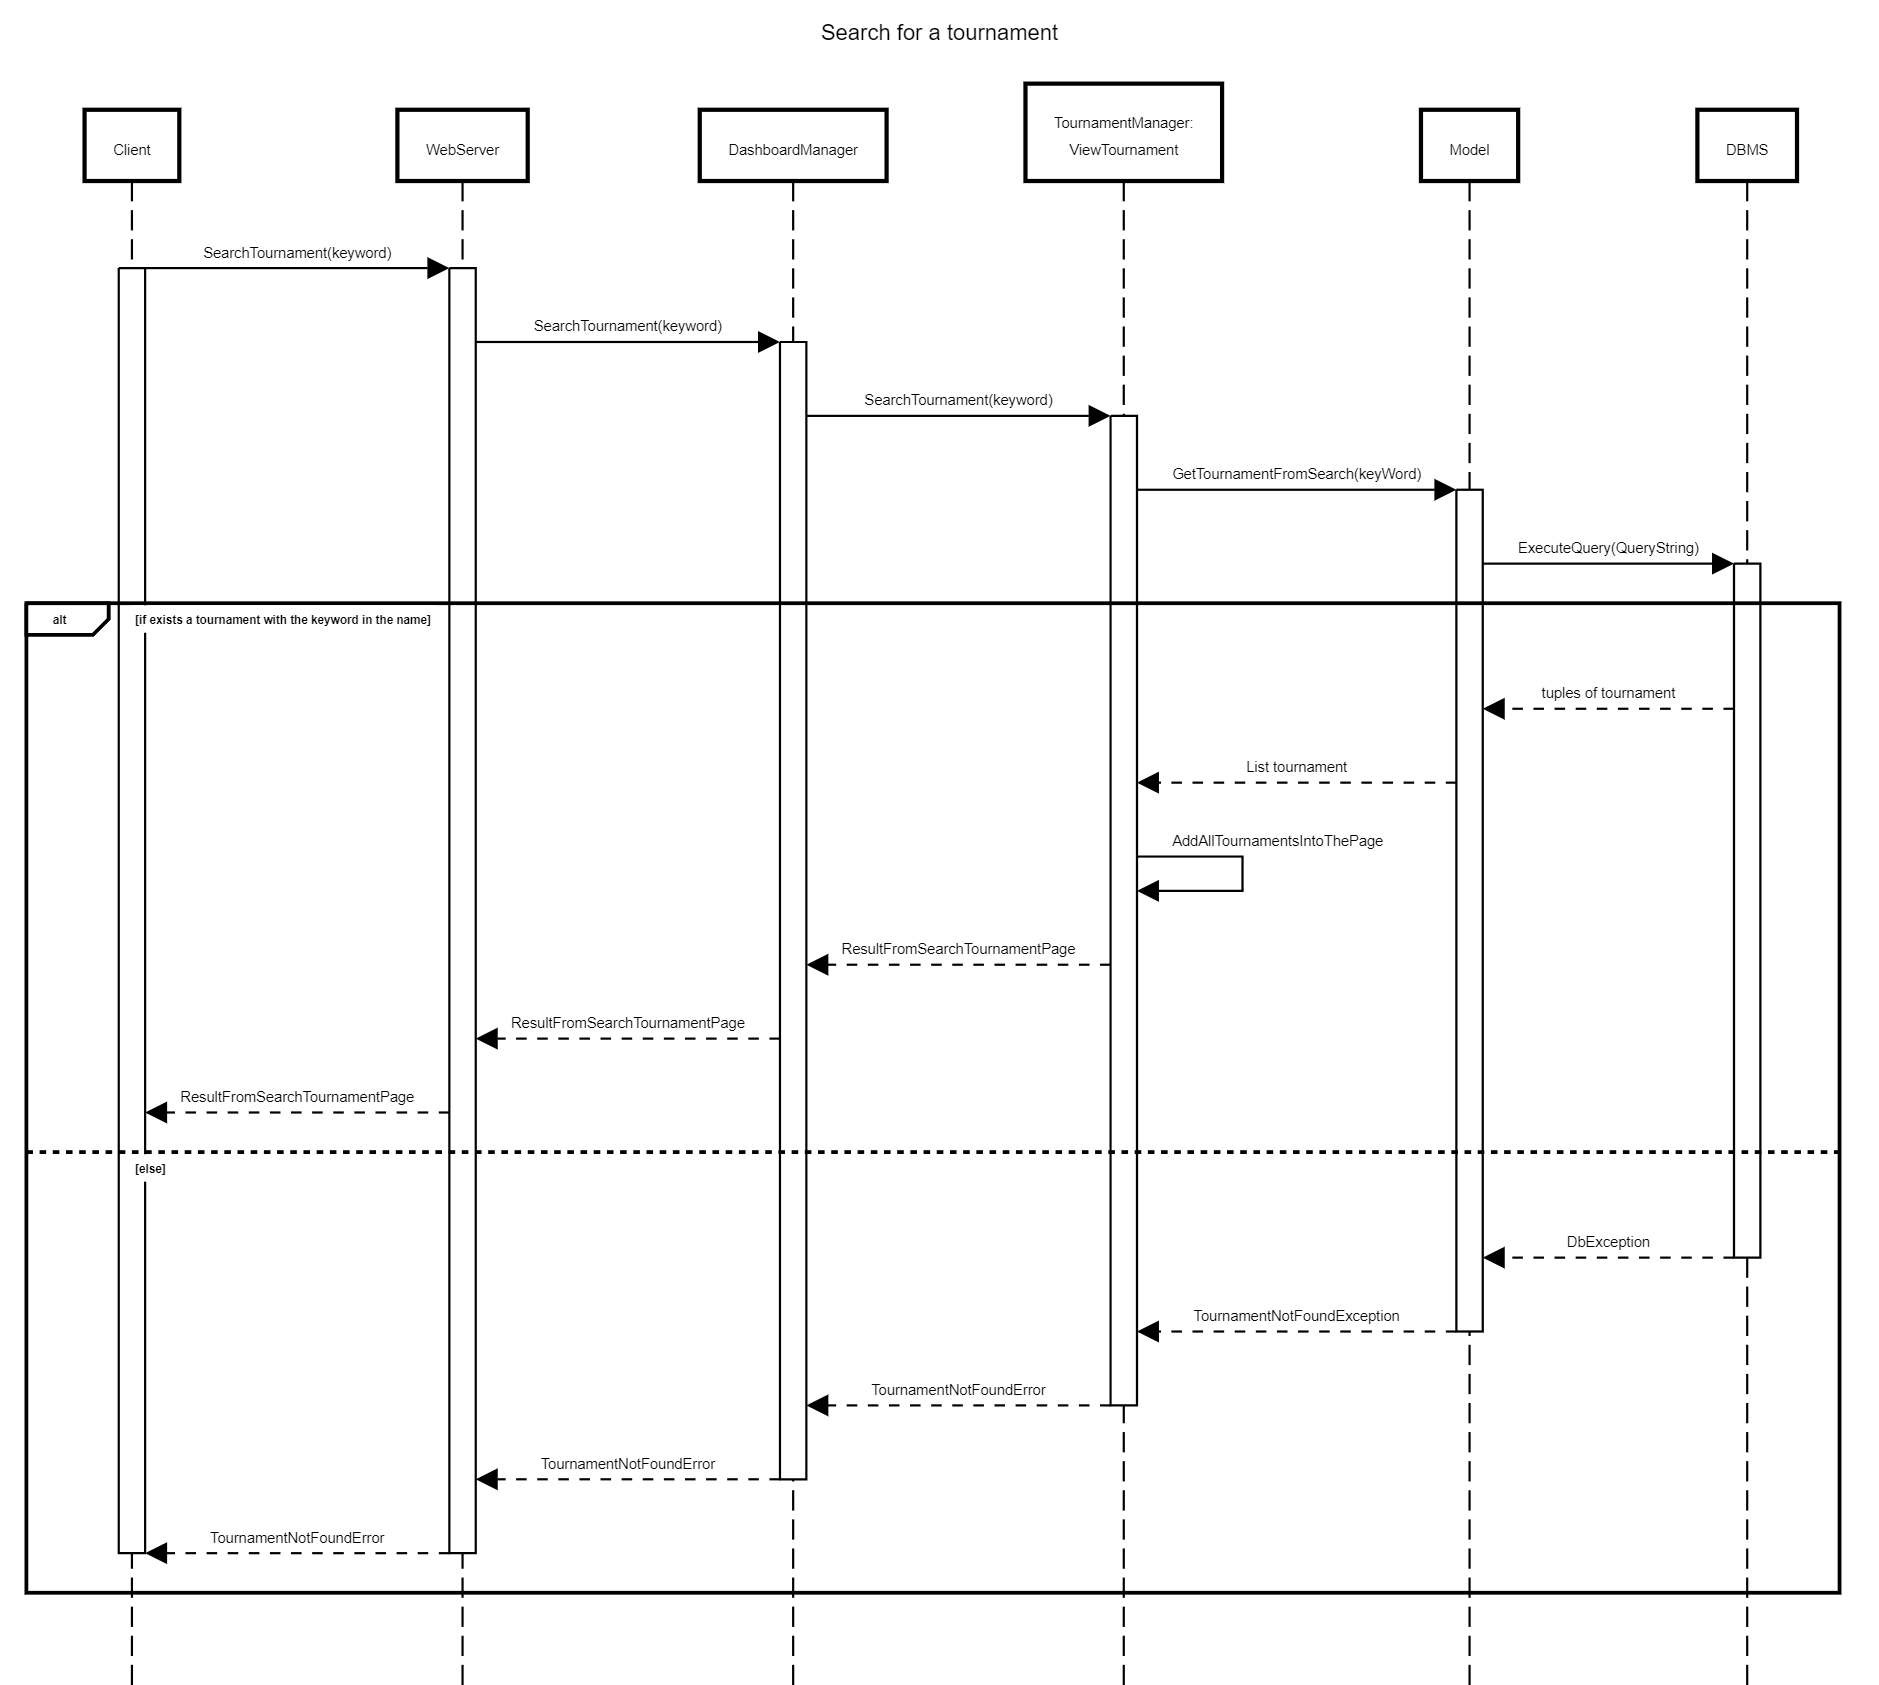 Search for a tournament
Client
WebServer
DashboardManager
TournamentManager:
ViewTournament
Model
DBMS
SearchTournament(keyword)
SearchTournament(keyword)
SearchTournament(keyword)
GetTournamentFromSearch(keyWord)
ExecuteQuery(QueryString)
alt
[if exists a tournament with the keyword in the name]
tuples of tournament
List tournament
AddAllTournamentsIntoThePage
ResultFromSearchTournamentPage
ResultFromSearchTournamentPage
ResultFromSearchTournamentPage
[else]
DbException
TournamentNotFoundException
TournamentNotFoundError
TournamentNotFoundError
TournamentNotFoundError